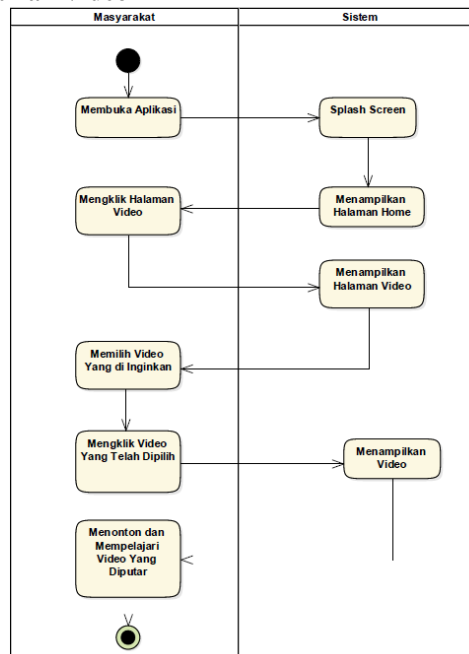 Masyarakat
Sistem
Membuka Aplikasi
Splash Screen
Mengklik Halaman
Video
Menampilkan
Halaman Home
Menampilkan
Halaman Video
Memilih Video
Yang di Inginkan
Mengklik Video
Yang Telah Dipilih
Menampilkan
Video
Menonton dan
Mempelajari
Video Yang
Diputar